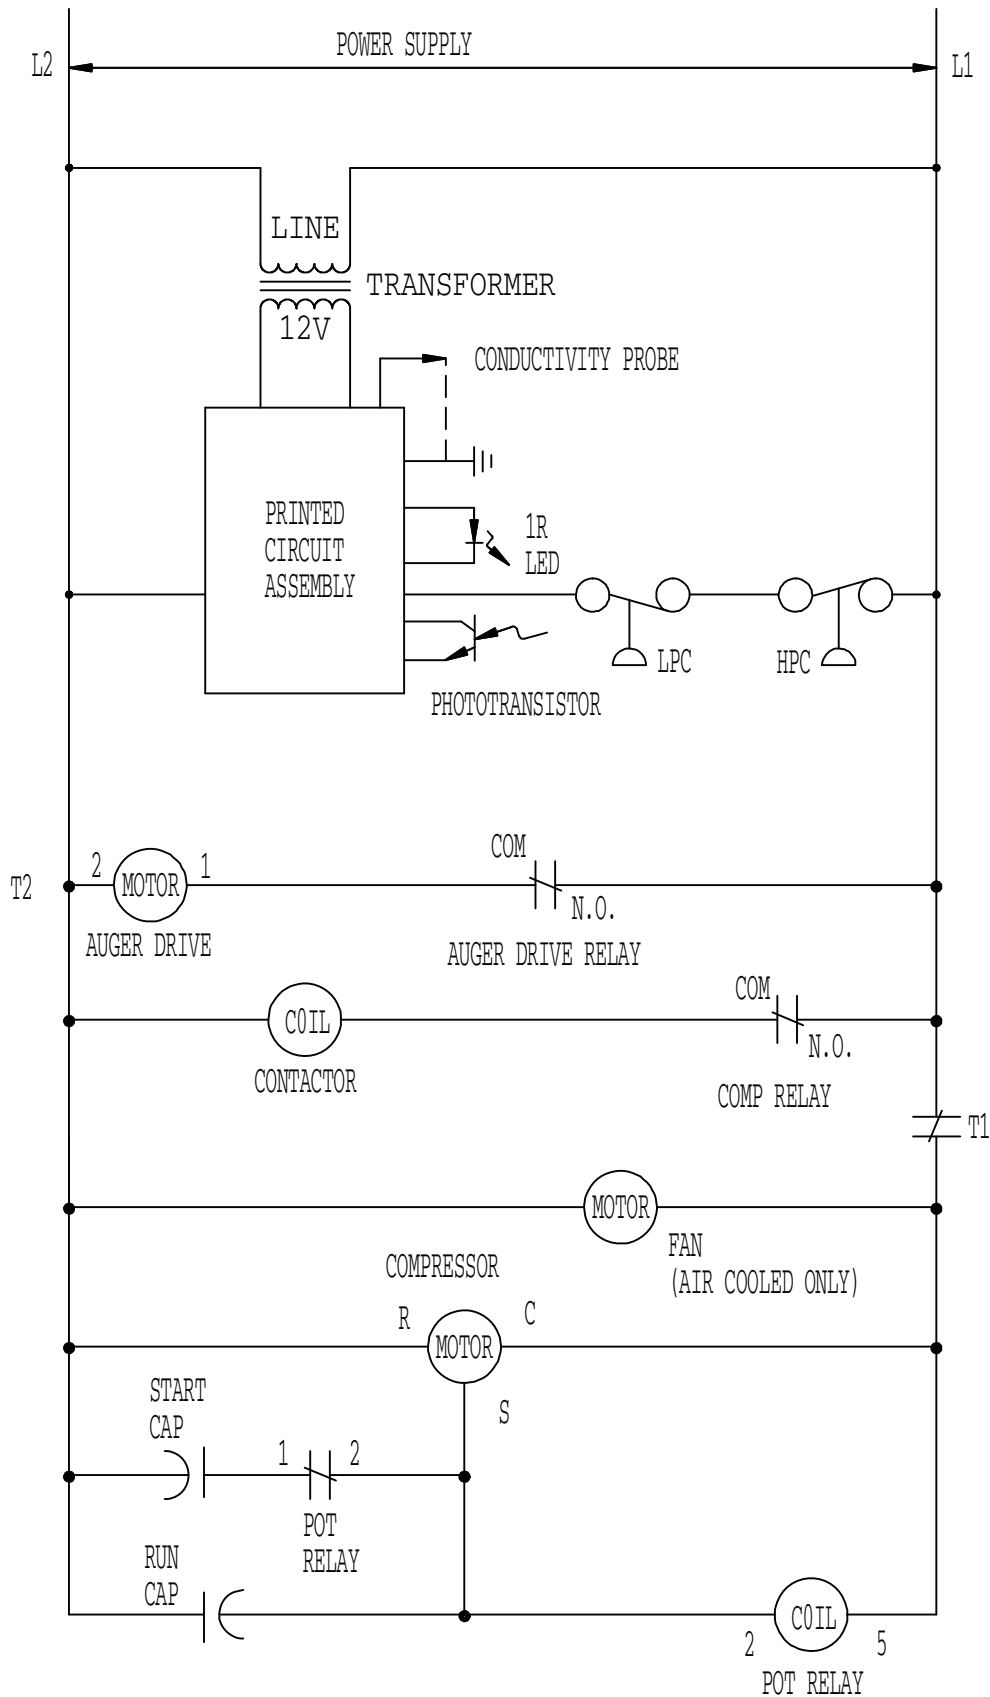 POWER SUPPLY
L2
L1
LINE
TRANSFORMER
12V
CONDUCTIVITY PROBE
PRINTED
CIRCUIT
ASSEMBLY
1R
LED
LPC
HPC
PHOTOTRANSISTOR
COM
2
1
T2
MOTOR
N.O.
AUGER DRIVE
AUGER DRIVE RELAY
COM
COIL
N.O.
CONTACTOR
COMP RELAY
T1
MOTOR
FAN
(AIR COOLED ONLY)
COMPRESSOR
R
C
MOTOR
START
CAP
S
1
2
POT
RELAY
RUN
CAP
COIL
2
5
POT RELAY